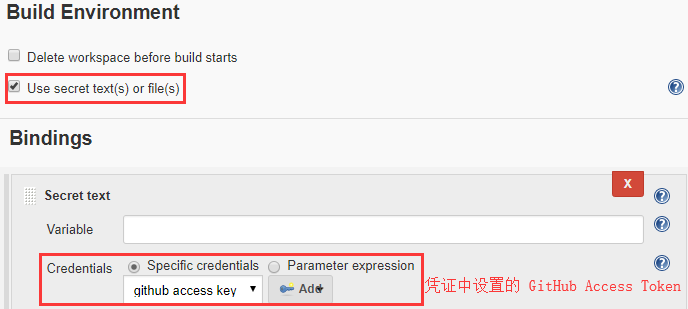 Build Environment
Delete workspace before build starts
Use secret text(s) or file(s)
Bindings
X
Secret text
Variable
Credentials Specific credentials Parameter expression
github access key Add
凭证中设置的 GitHub Access Token